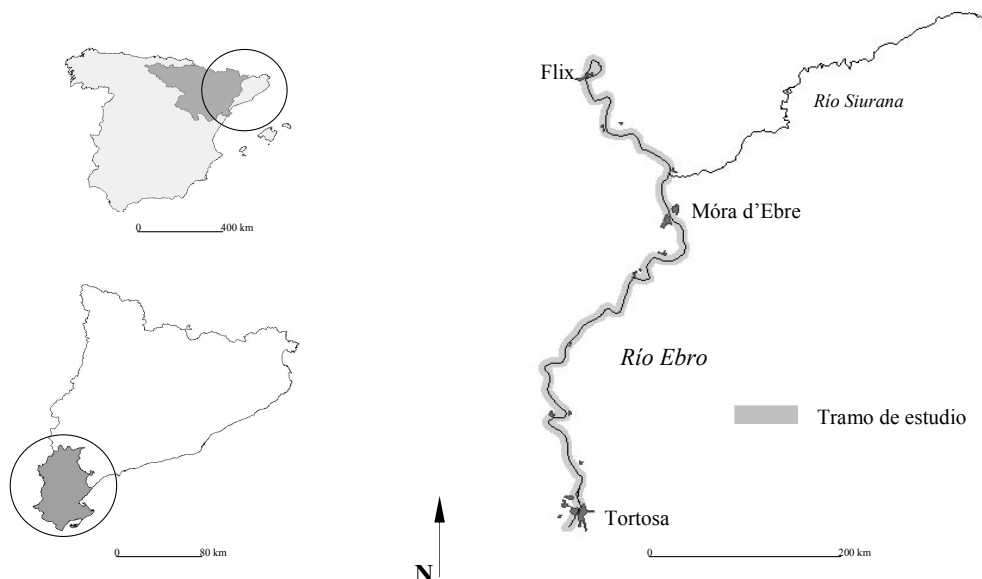 Flix
Río Siurana
Móra d’Ebre
0 400 km
Río Ebro
Tramo de estudio
Tortosa
0 80 km
N
0 200 km